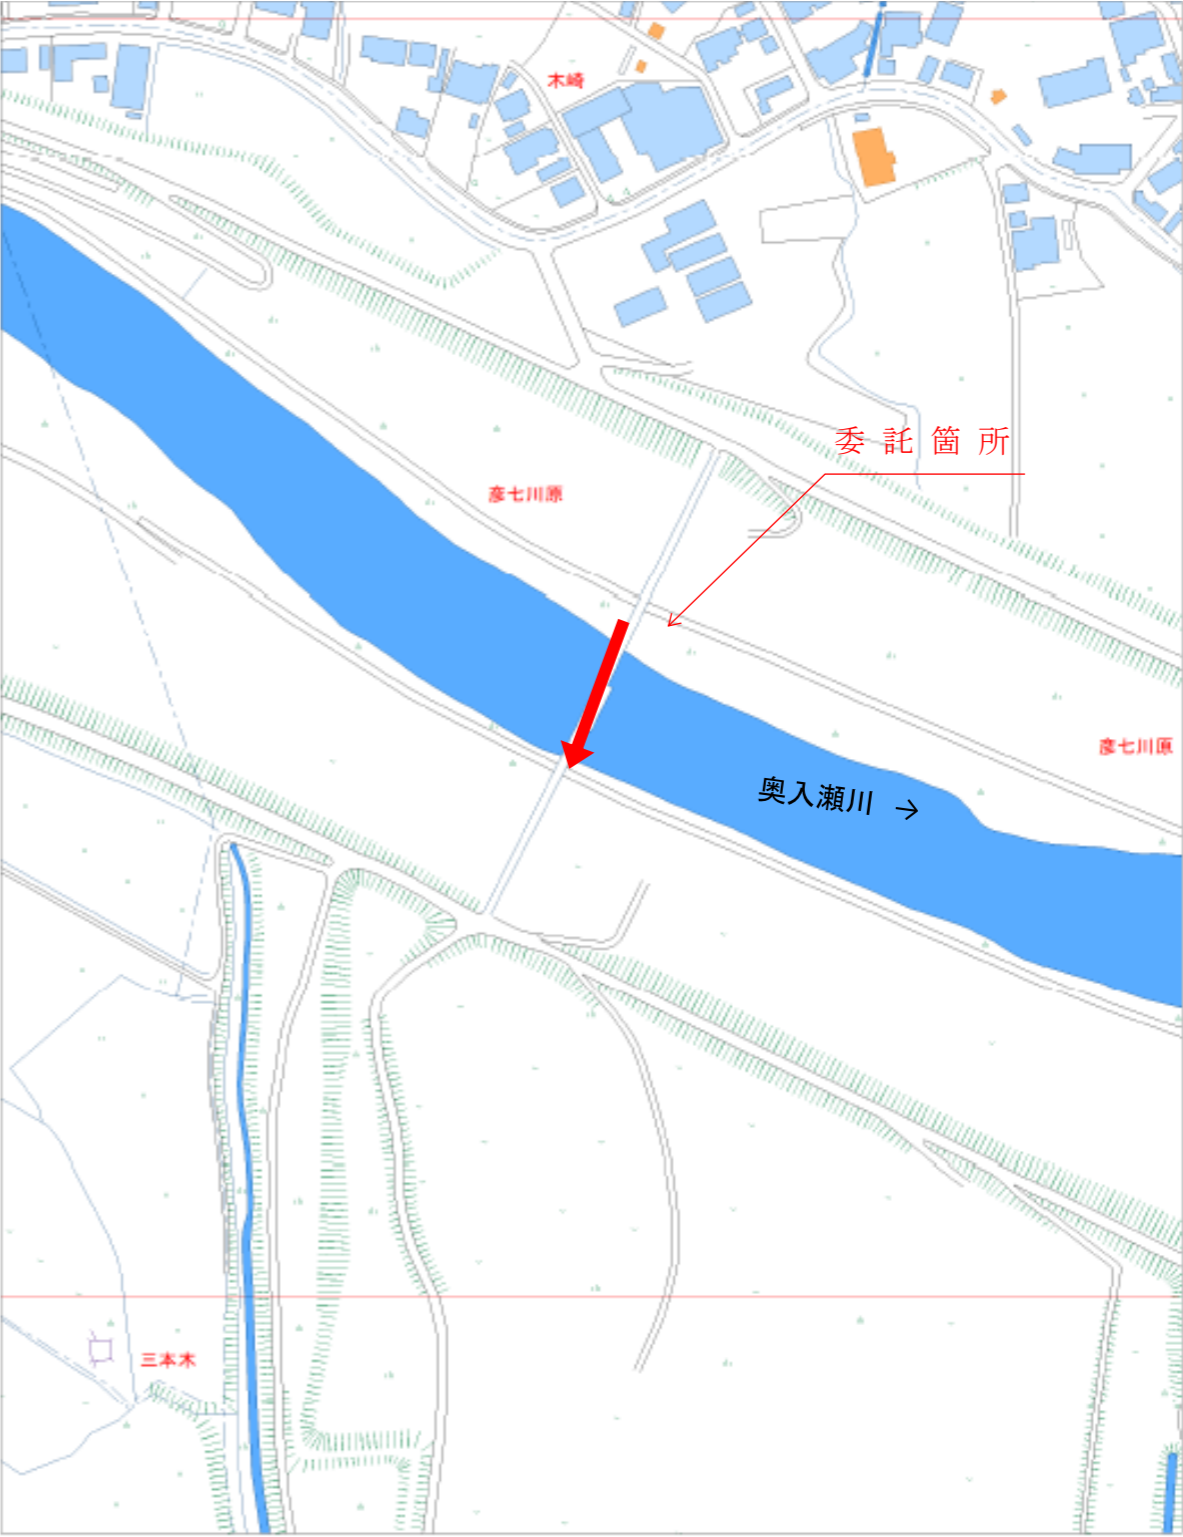 木崎
委託箇所
彦七川原
彦七川原
奥入瀬川 →
三本木